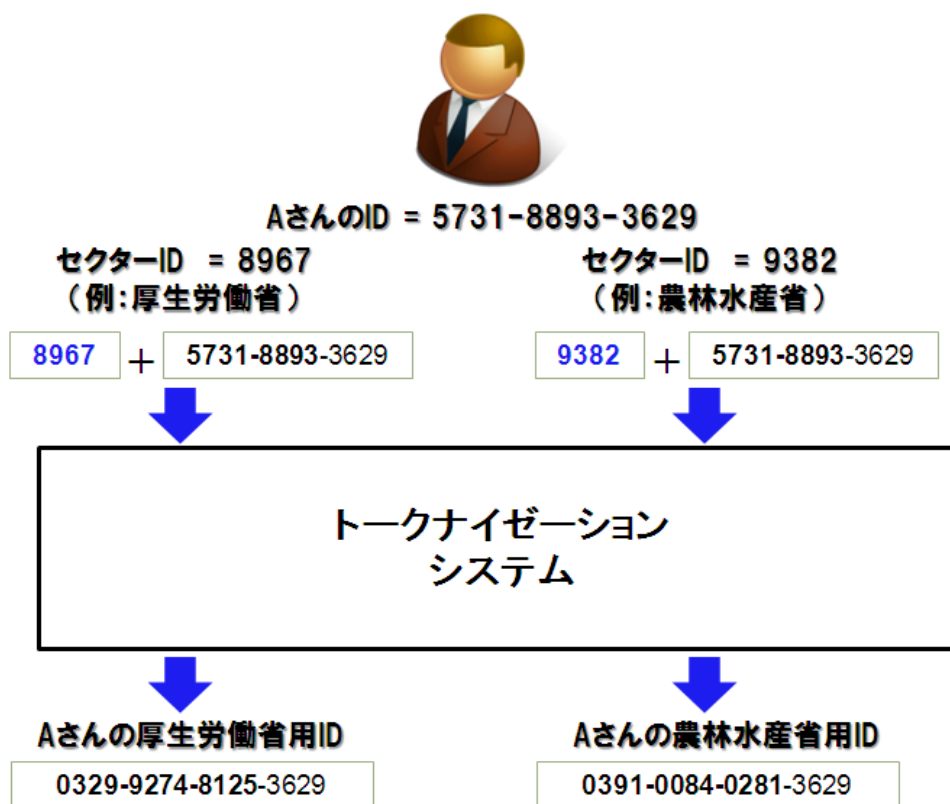 AさんのID = 5731-8893-3629
セクターID = 8967
（例:厚生労働省）
セクターID = 9382
（例:農林水産省）
8967 + 5731-8893-3629
9382 + 5731-8893-3629
トークナイゼーション
システム
Aさんの厚生労働省用ID
0329-9274-8125-3629
Aさんの農林水産省用ID
0391-0084-0281-3629